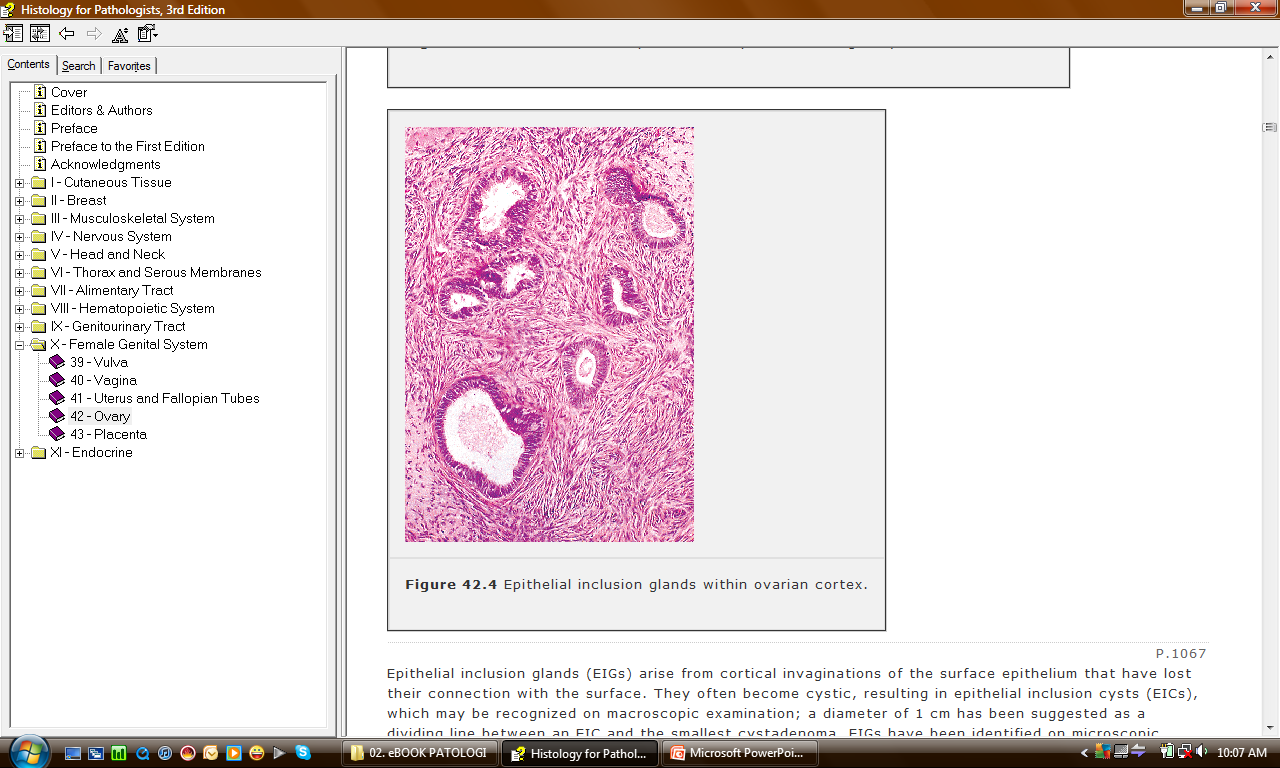 Histology for Pathologists, 3rd Edition
Contents Search Favorites
Cover
Editors & Authors
Preface
Preface to the First Edition
Acknowledgments
I - Cutaneous Tissue
II - Breast
III - Musculoskeletal System
IV - Nervous System
V - Head and Neck
VI - Thorax and Serous Membranes
VII - Alimentary Tract
VIII - Hematopoietic System
IX - Genitourinary Tract
X - Female Genital System
39 - Vulva
40 - Vagina
41 - Uterus and Fallopian Tubes
42 - Ovary
43 - Placenta
XI - Endocrine
Figure 42.4 Epithelial inclusion glands within ovarian cortex.
P.1067
Epithelial inclusion glands (EIGs) arise from cortical invaginations of the surface epithelium that have lost
their connection with the surface. They often become cystic, resulting in epithelial inclusion cysts (EICs),
which may be recognized on macroscopic examination; a diameter of 1 cm has been suggested as a
dividing line between an EIC and the smallest cystadenoma. EIGs have been identified on microscopic
02. eBOOK PATOLOGI
Histology for Pathol...
Microsoft PowerPoi...
10:07 AM